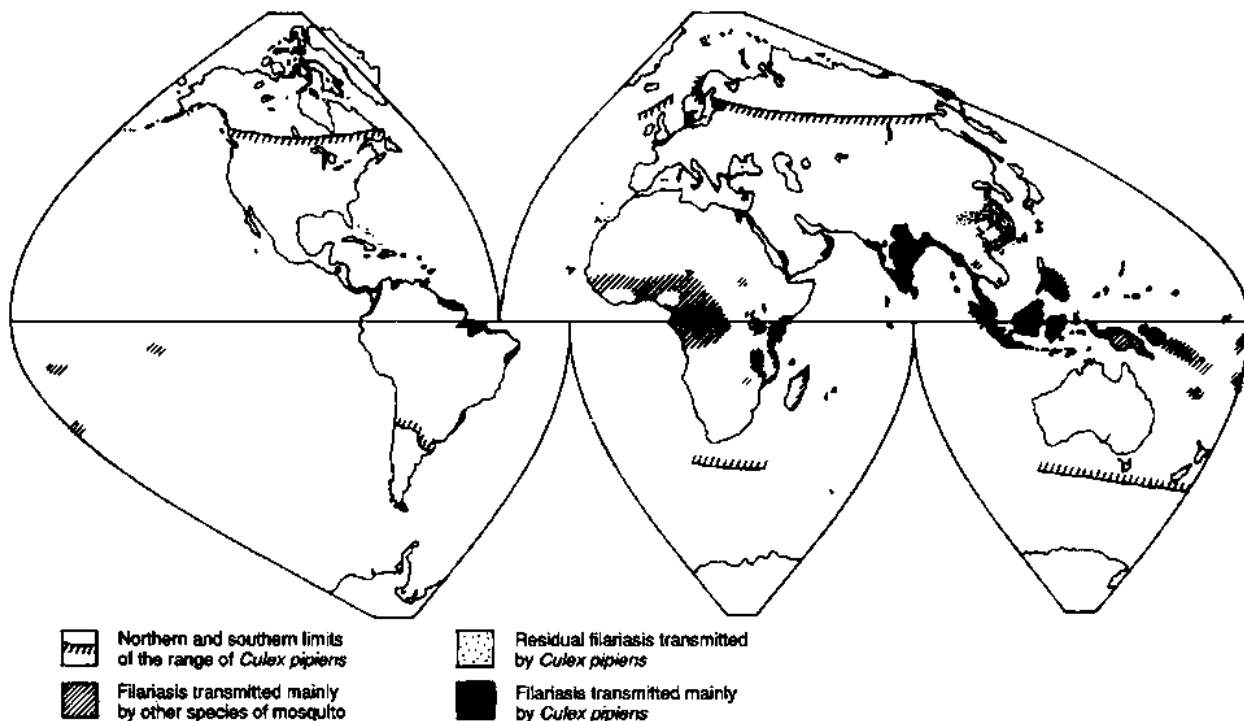 Northern and southern limits
of the range of Culex pipiens
Filariasis transmitted mainly
by other species of mosquito
Residual filariasis transmitted
by Culex pipiens
Filariasis transmitted mainly
by Culex pipiens